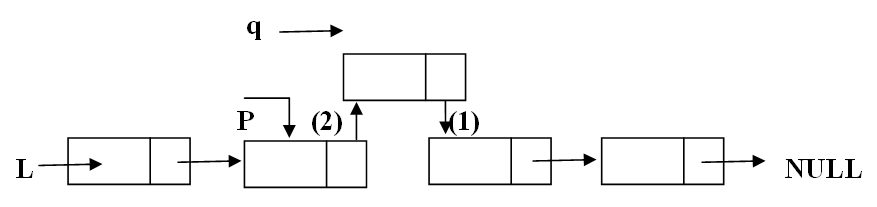 q
P (2) (1)
L NULL